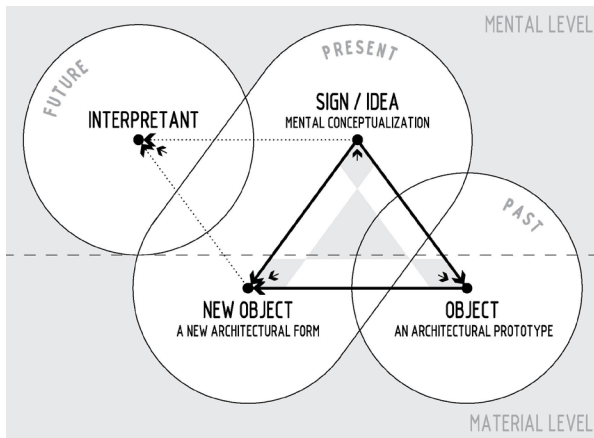 MENTAL LEVEL
PRESENT
FUTURE
SIGN / IDEA
MENTAL CONCEPTUALIZATION
INTERPRETANT
PAST
NEW OBJECT
A NEW ARCHITECTURAL FORM
OBJECT
AN ARCHITECTURAL PROTOTYPE
MATERIAL LEVEL